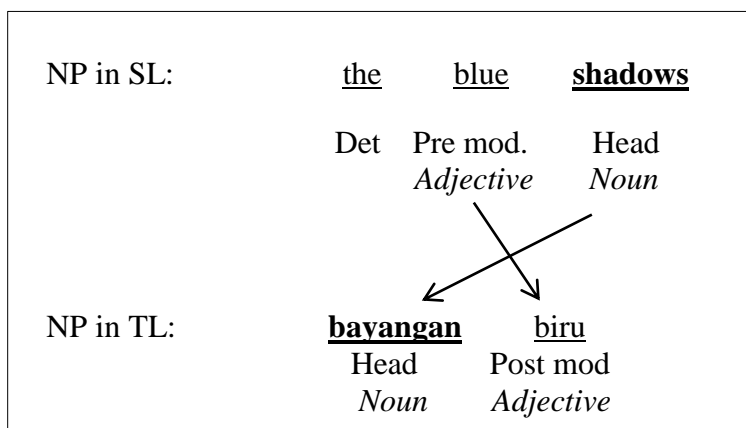 NP in SL: the blue shadows
Det Pre mod. Head
Adjective Noun
NP in TL: bayangan biru
Head Post mod
Noun Adjective